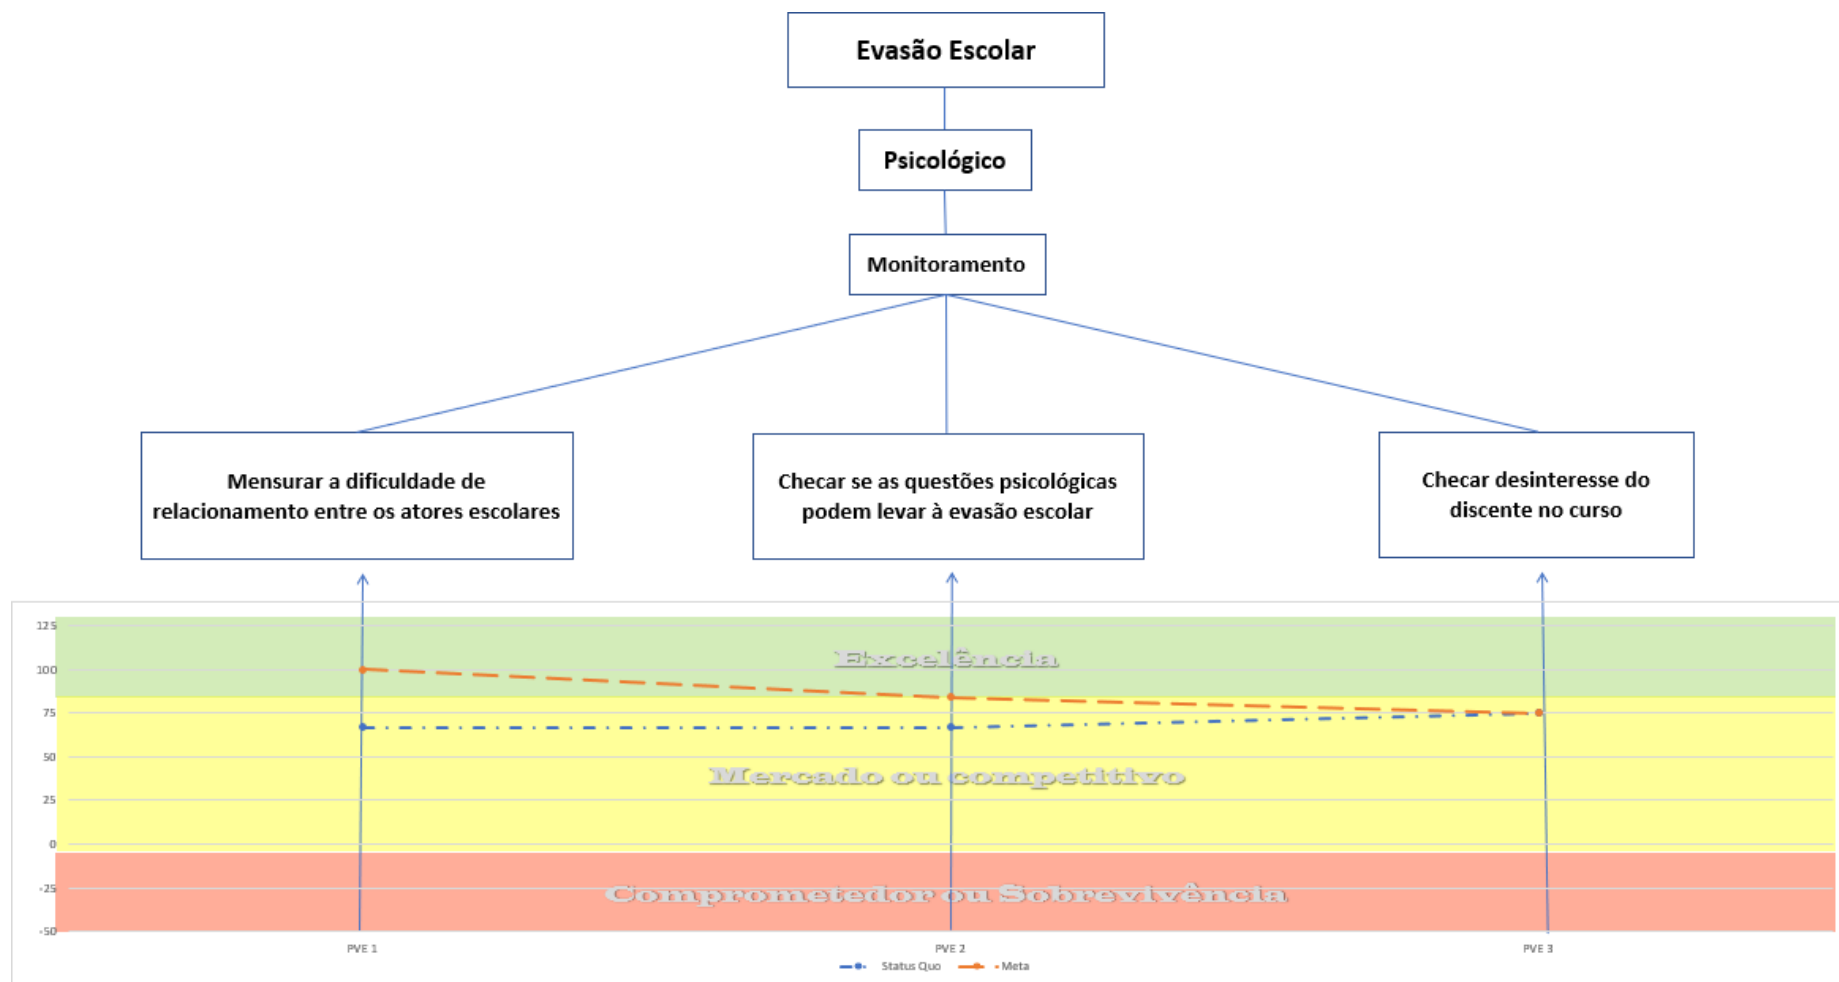 Evasão Escolar
Psicológico
Monitoramento
Mensurar a dificuldade de
relacionamento entre os atores escolares
Checar se as questões psicológicas
podem levar à evasão escolar
Checar desinteresse do
discente no curso
125
Excelência
100
75
50
Mercado ou competitivo
25
0
-25
Comprometedor ou Sobrevivência
-50
PVE 1
PVE 2
PVE 3
Status Quo
Meta